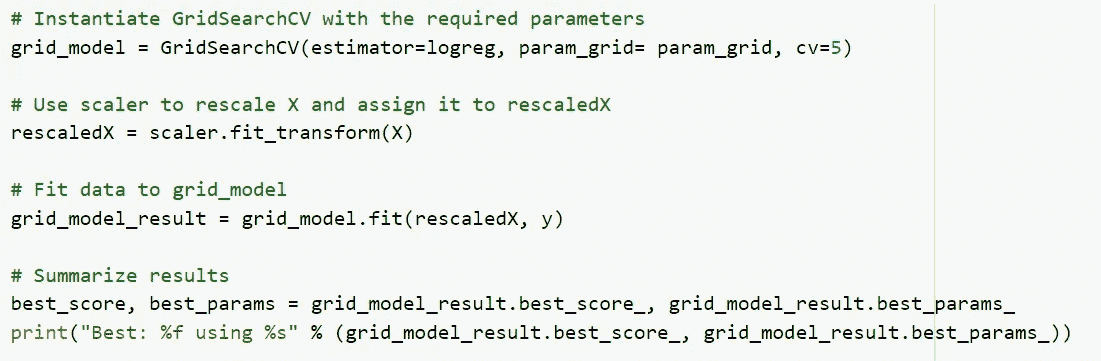 # Instantiate GridSearchCV with the required parameters
grid_model = GridSearchCV(estimator=logreg, param_grid= param_grid, cv=5)
# Use scaler to rescale X and assign it to rescaledX
rescaledX = scaler.fit_transform(X)
# Fit data to grid_model
grid_model_result = grid_model.fit(rescaledX, y)
# Summarize results
best_score, best_params = grid_model_result.best_score_, grid_model_result.best_params_
print("Best: %f using %s" % (grid_model_result.best_score_, grid_model_result.best_params_))